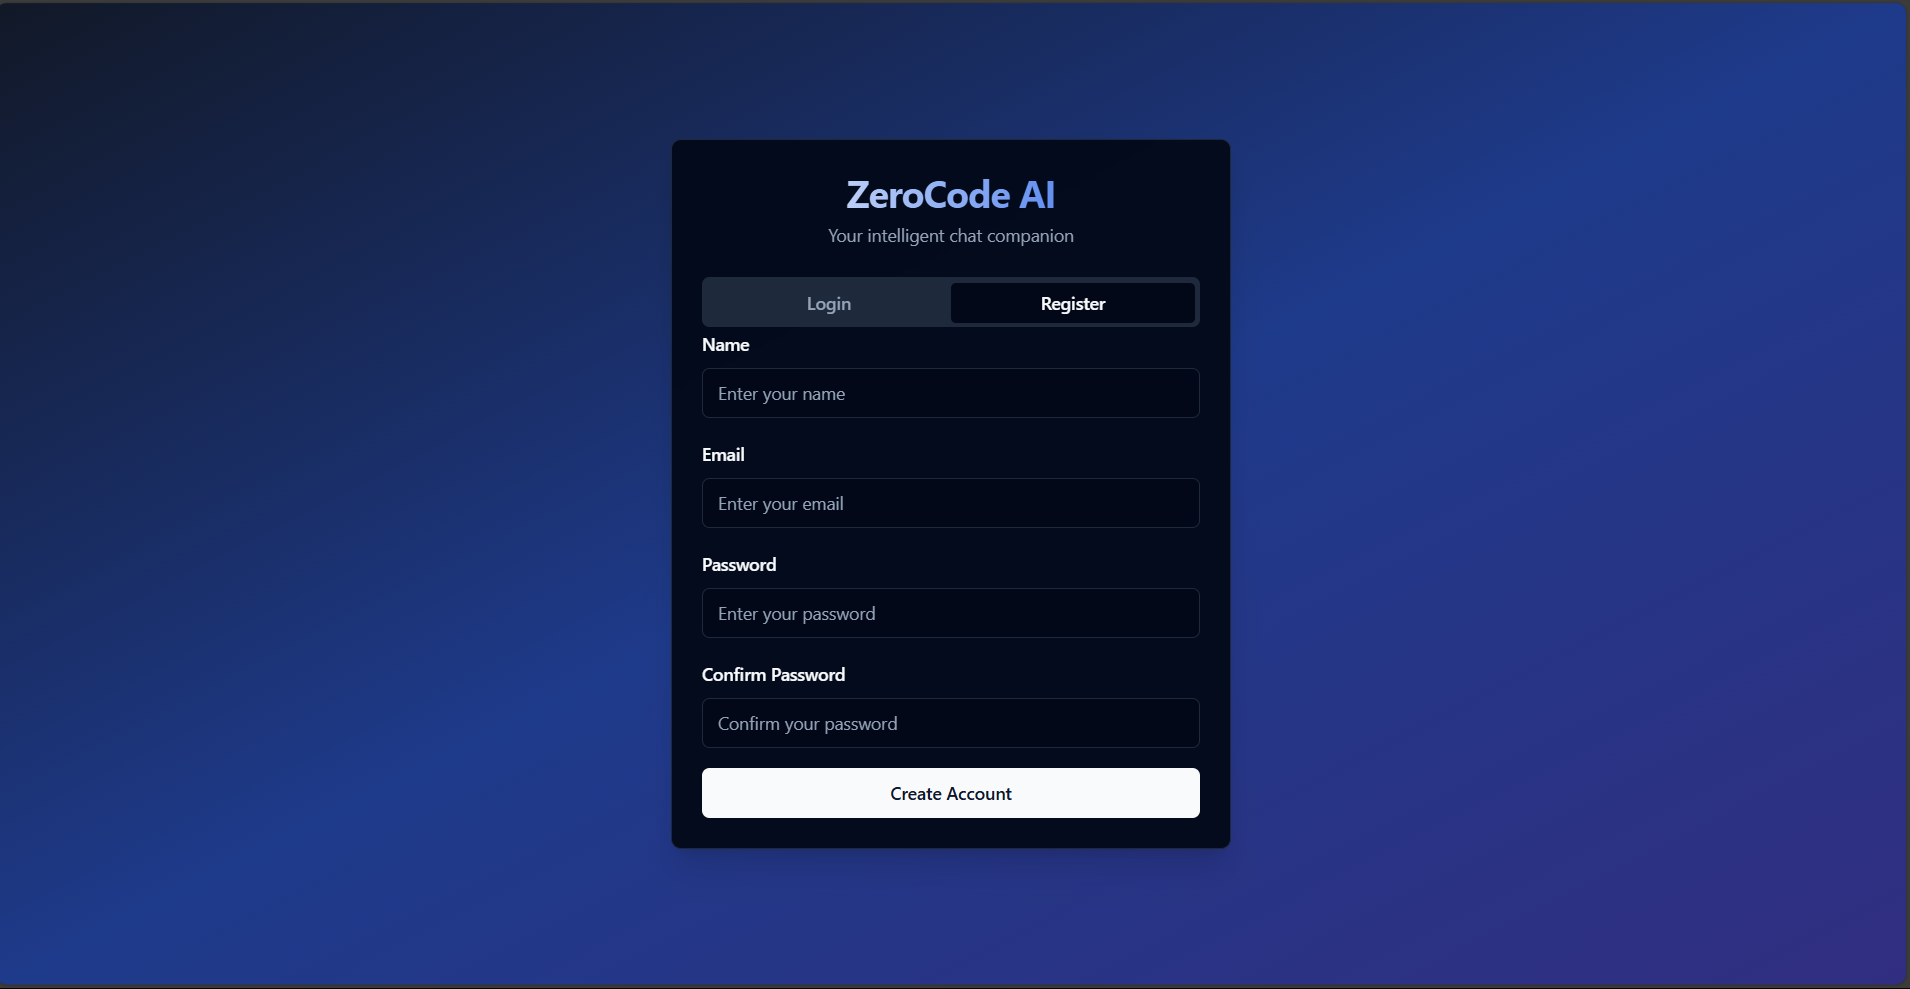 ZeroCode AI
Your intelligent chat companion
Login Register
Name
Enter your name
Email
Enter your email
Password
Enter your password
Confirm Password
Confirm your password
Create Account